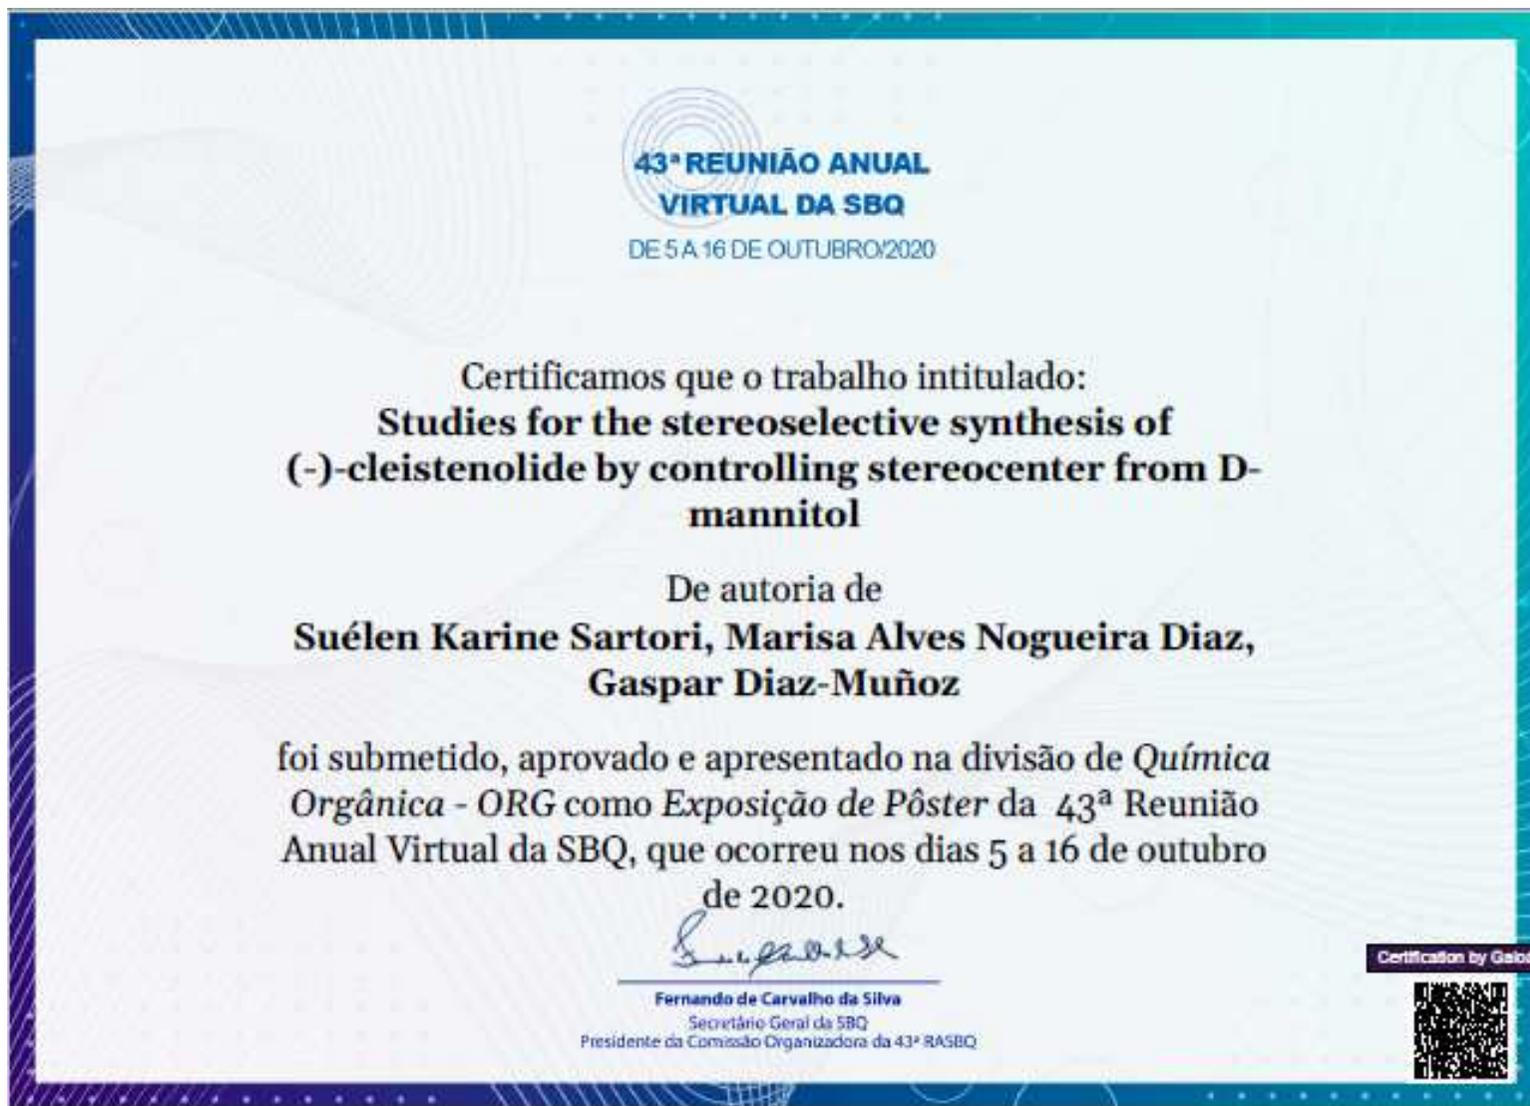 43ª REUNIÃO ANUAL
VIRTUAL DA SBQ
DE 5 A 16 DE OUTUBRO/2020
Certificamos que o trabalho intitulado:
Studies for the stereoselective synthesis of
(-)-cleistenolide by controlling stereocenter from D-
mannitol
De autoria de
Suélen Karine Sartori, Marisa Alves Nogueira Diaz,
Gaspar Diaz-Muñoz
foi submetido, aprovado e apresentado na divisão de Química
Orgânica - ORG como Exposição de Pôster da 43ª Reunião
Anual Virtual da SBQ, que ocorreu nos dias 5 a 16 de outubro
de 2020.
Fernando de Carvalho da Silva
Secretário Geral da SBQ
Presidente da Comissão Organizadora da 43ª RASBQ
Certification by